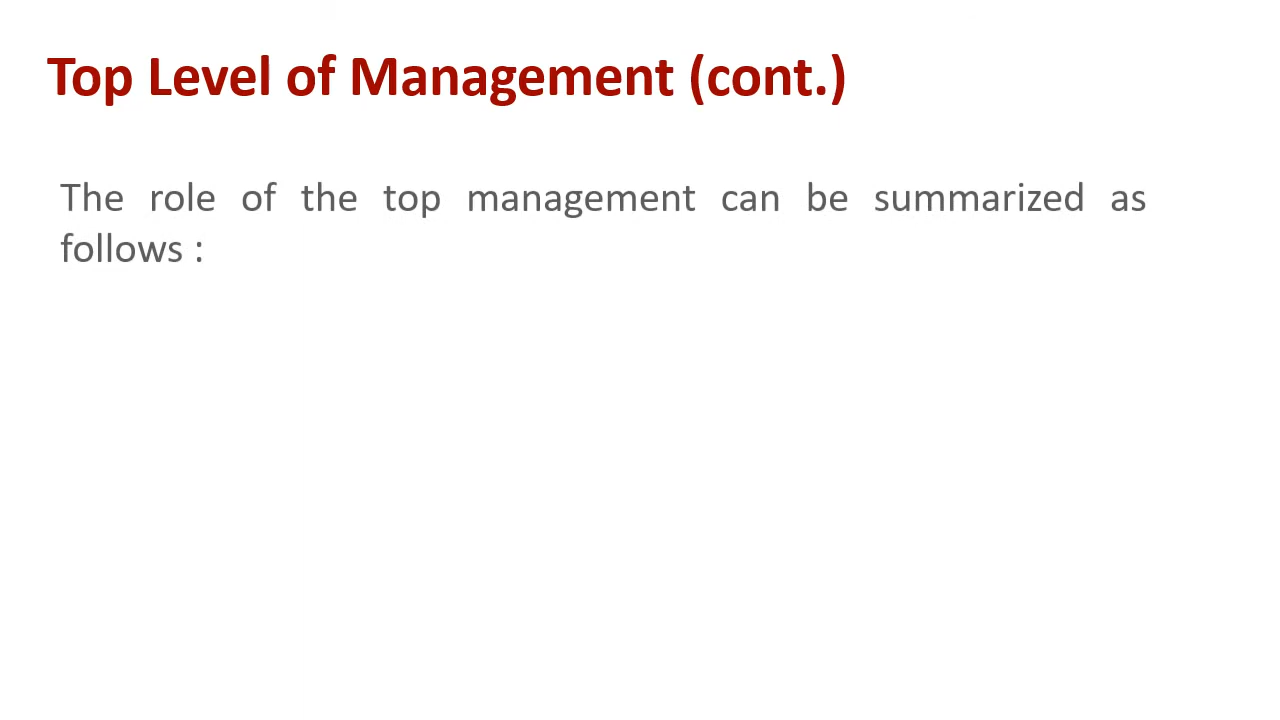 Top Level of Management (cont.)
The role of the top management can be summarized as
follows :